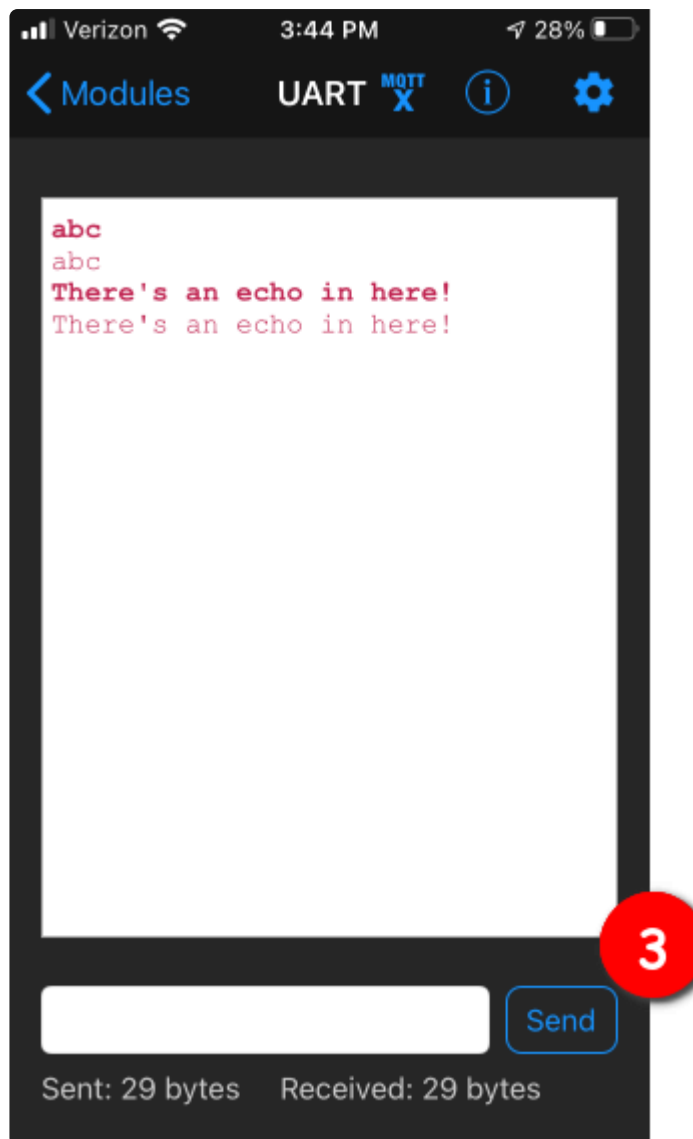 Verizon 3:44 PM 28%
Modules UART MQTT X i
abc
abc
There's an echo in here!
There's an echo in here!
3
Send
Sent: 29 bytes Received: 29 bytes